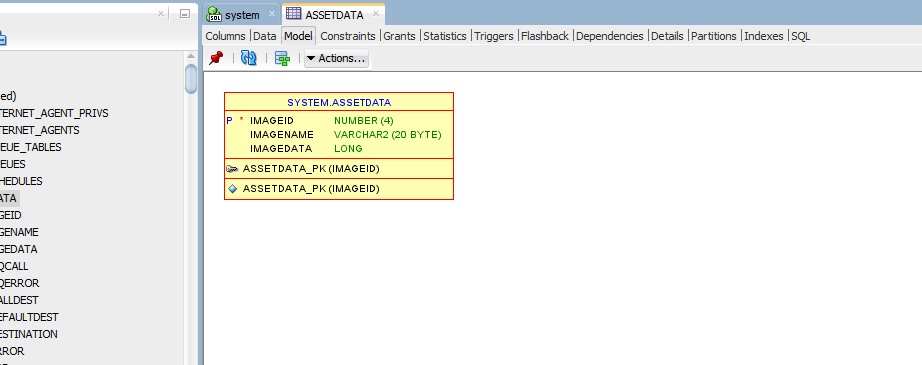 system
ASSETDATA
Columns Data Model Constraints Grants Statistics Triggers Flashback Dependencies Details Partitions Indexes SQL
Actions...
ed)
TERNET_AGENT_PRIVS
TERNET_AGENTS
EUE_TABLES
EUES
HEDULES
ATA
GEID
GENAME
GEDATA
QCALL
QERROR
ALLDEST
EFAULTDEST
ESTINATION
RROR
SYSTEM.ASSETDATA
P * IMAGEID NUMBER (4)
IMAGENAME VARCHAR2 (20 BYTE)
IMAGEDATA LONG
ASSETDATA_PK (IMAGEID)
ASSETDATA_PK (IMAGEID)